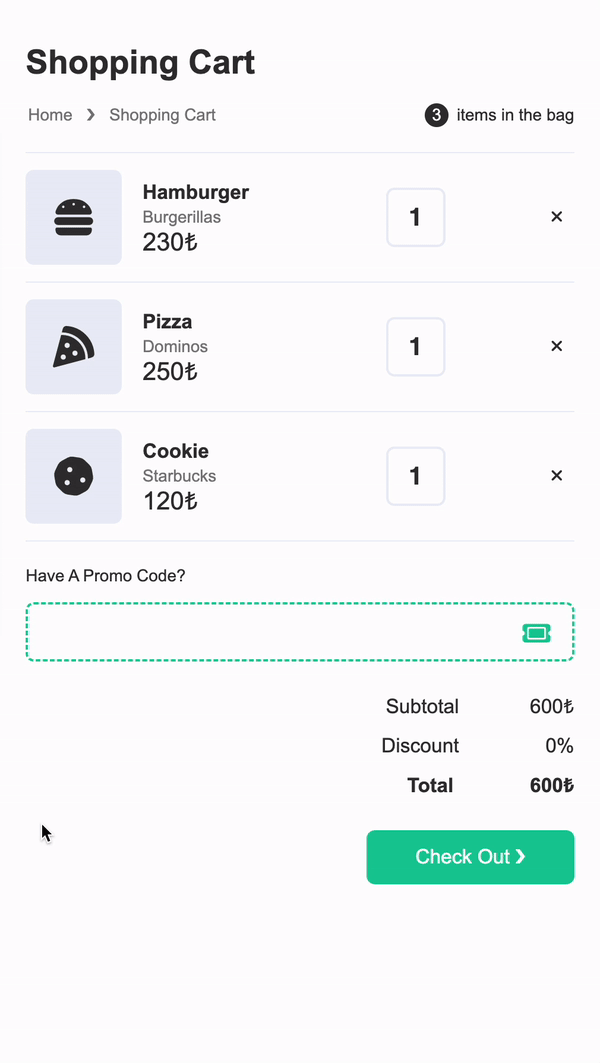 Shopping Cart
Home ❯ Shopping Cart 3 items in the bag
Hamburger
Burgerillas
230₺
1 ×
Pizza
Dominos
250₺
1 ×
Cookie
Starbucks
120₺
1 ×
Have A Promo Code?
Subtotal 600₺
Discount 0%
Total 600₺
Check Out ❯